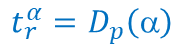 t_r^α = D_p(α)